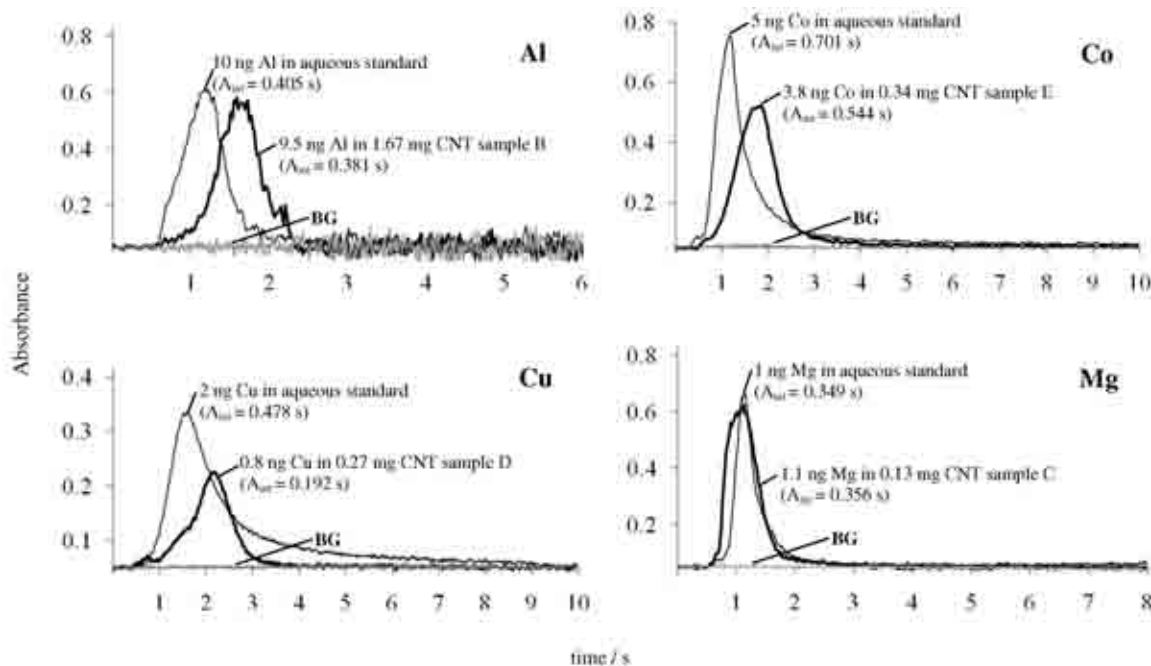 0.8
0.6
0.4
0.2
1 2 3 4 5 6
Al
10 ng Al in aqueous standard
(Aint = 0.405 s)
9.5 ng Al in 1.67 mg CNT sample B
(Aint = 0.381 s)
BG
0.8
0.6
0.4
0.2
1 2 3 4 5 6 7 8 9 10
Co
5 ng Co in aqueous standard
(Aint = 0.701 s)
3.8 ng Co in 0.34 mg CNT sample E
(Aint = 0.544 s)
BG
Absorbance
0.4
0.3
0.2
0.1
1 2 3 4 5 6 7 8 9 10
Cu
2 ng Cu in aqueous standard
(Aint = 0.478 s)
0.8 ng Cu in 0.27 mg CNT sample D
(Aint = 0.192 s)
BG
0.8
0.6
0.4
0.2
1 2 3 4 5 6 7 8
Mg
1 ng Mg in aqueous standard
(Aint = 0.349 s)
1.1 ng Mg in 0.13 mg CNT sample C
(Aint = 0.356 s)
BG
time / s